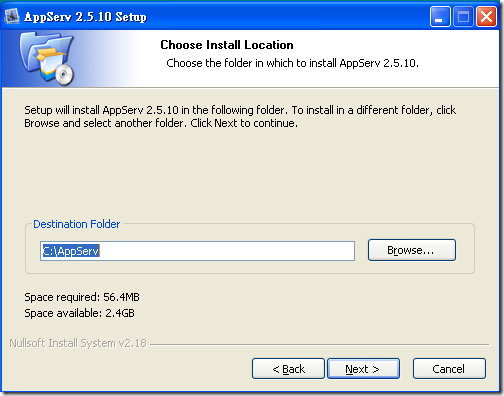 AppServ 2.5.10 Setup
Choose Install Location
Choose the folder in which to install AppServ 2.5.10.
Setup will install AppServ 2.5.10 in the following folder. To install in a different folder, click
Browse and select another folder. Click Next to continue.
Destination Folder
C:\AppServ
Browse...
Space required: 56.4MB
Space available: 2.4GB
Nullsoft Install System v2.18
< Back
Next >
Cancel